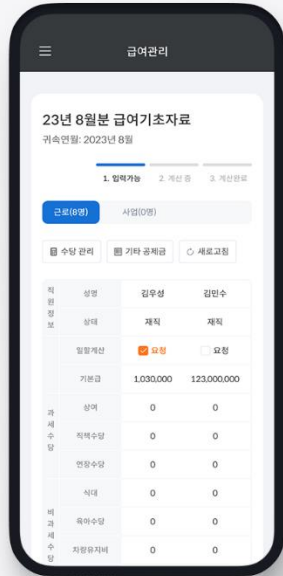 급여관리
23년 8월분 급여기초자료
귀속연월: 2023년 8월
1. 입력가능 2. 계산 중 3. 계산완료
근로(8명) 사업(0명)
수당 관리 기타 공제금 새로고침
직원정보
성명 김우성 김민수
상태 재직 재직
일할계산 요청 요청
기본급 1,030,000 123,000,000
과세수당
상여 0 0
직책수당 0 0
연장수당 0 0
비과세수당
식대 0 0
육아수당 0 0
차량유지비 0 0